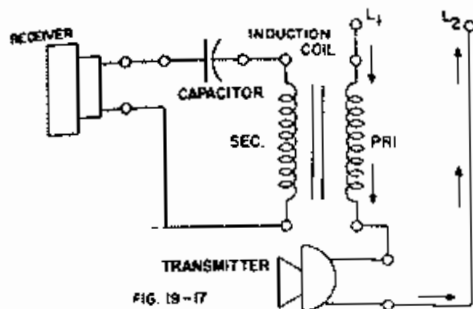 RECEIVER
INDUCTION
COIL
L1
L2
CAPACITOR
SEC.
PRI
TRANSMITTER
FIG. 19-17